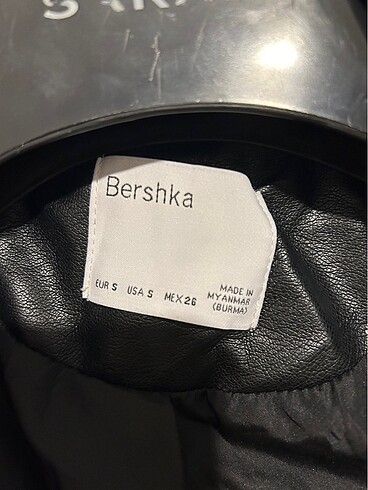 Bershka
EUR S USA S MEX 26
MADE IN
MYANMAR
(BURMA)